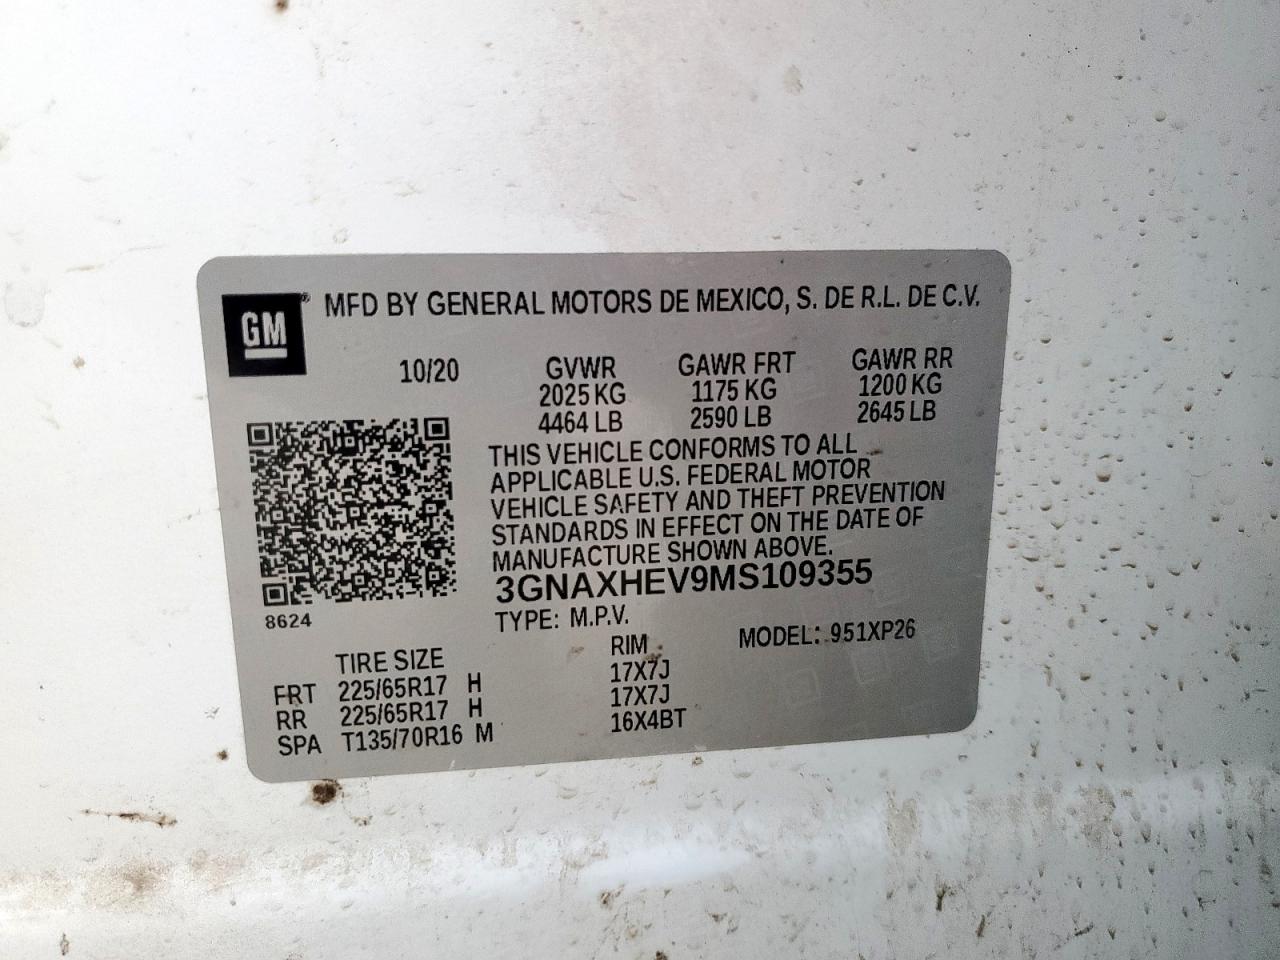 GM ® MFD BY GENERAL MOTORS DE MEXICO, S. DE R.L. DE C.V.
10/20 GVWR GAWR FRT GAWR RR
2025 KG 1175 KG 1200 KG
4464 LB 2590 LB 2645 LB
THIS VEHICLE CONFORMS TO ALL
APPLICABLE U.S. FEDERAL MOTOR
VEHICLE SAFETY AND THEFT PREVENTION
STANDARDS IN EFFECT ON THE DATE OF
MANUFACTURE SHOWN ABOVE.
3GNAXHEV9MS109355
8624
TYPE: M.P.V. MODEL: 951XP26
TIRE SIZE RIM
FRT 225/65R17 H 17X7J
RR 225/65R17 H 17X7J
SPA T135/70R16 M 16X4BT